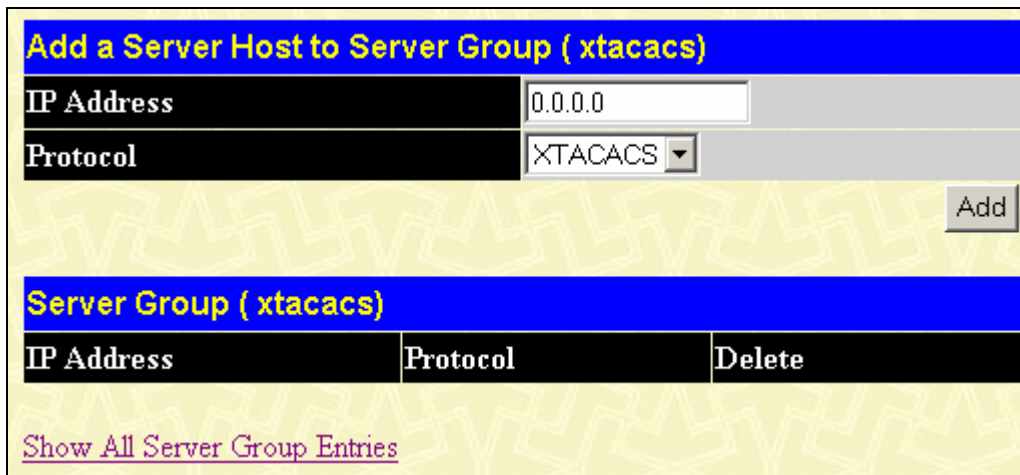 Add a Server Host to Server Group ( xtacacs)
IP Address 0.0.0.0
Protocol XTACACS
Add
Server Group ( xtacacs)
IP Address Protocol Delete
Show All Server Group Entries